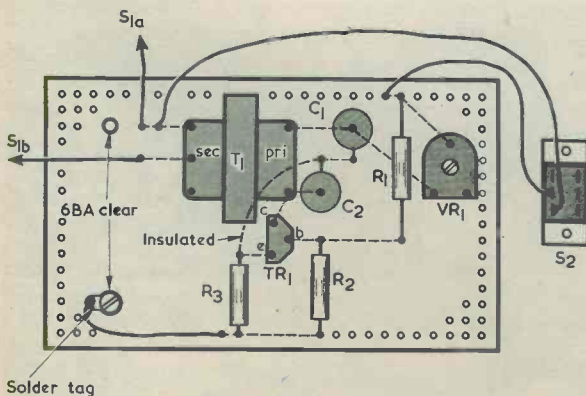 S1a
S1b
C1
sec
T1
pri
R1
VR1
6BA clear
C2
c
Insulated
b
e
TR1
S2
R3
R2
Solder tag